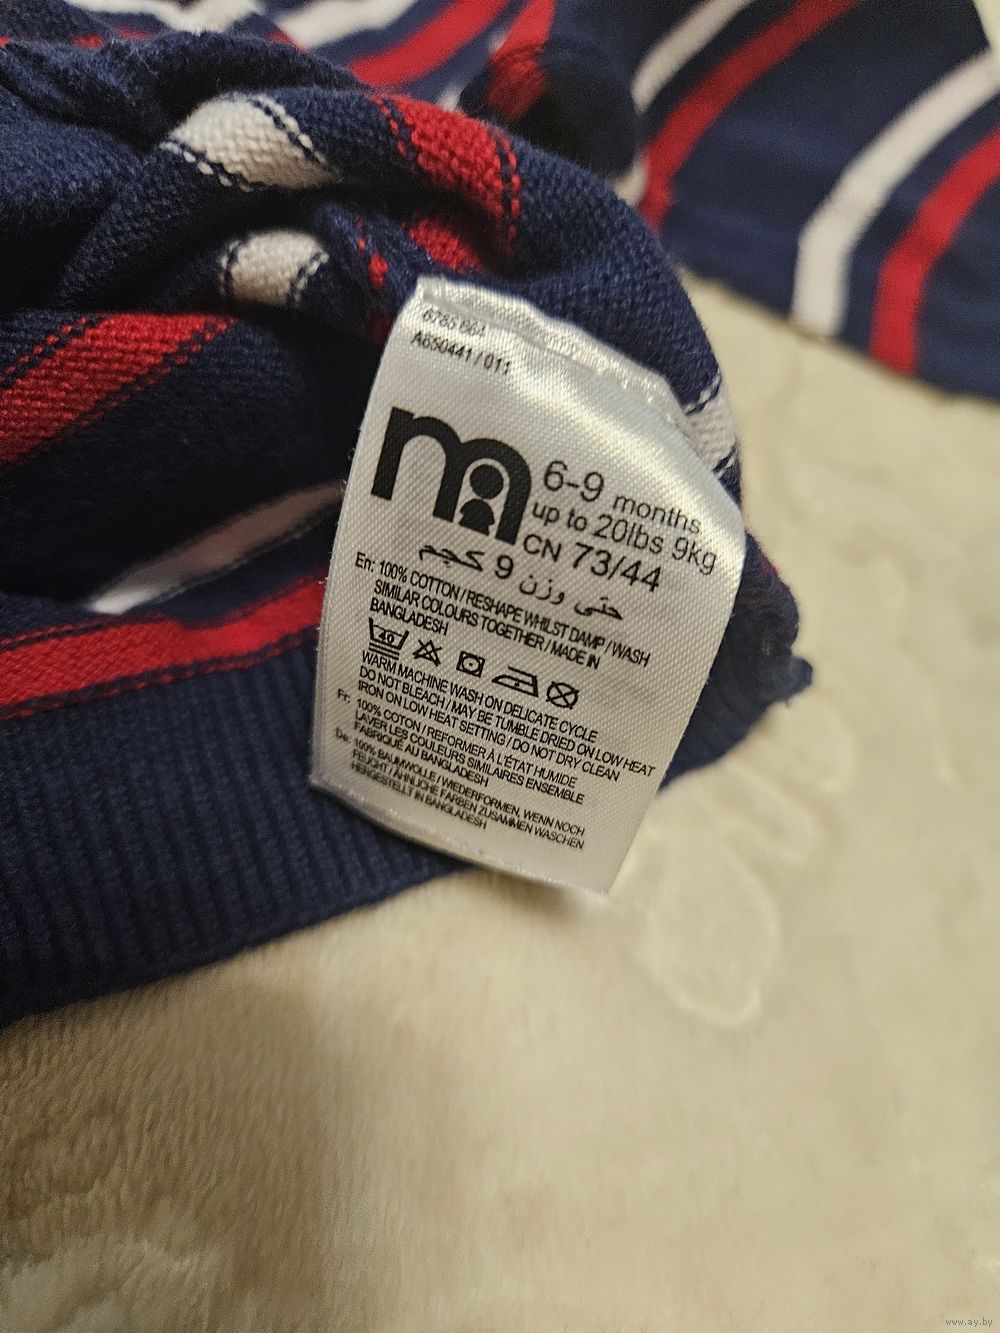 A650441 / 011
6-9 months
up to 20lbs 9kg
CN 73/44
حتى وزن 9 كجم
En: 100% COTTON / RESHAPE WHILST DAMP / WASH
SIMILAR COLOURS TOGETHER / MADE IN
BANGLADESH
40
WARM MACHINE WASH ON DELICATE CYCLE
DO NOT BLEACH / MAY BE TUMBLE DRIED ON LOW HEAT
IRON ON LOW HEAT SETTING / DO NOT DRY CLEAN
Fr: 100% COTON / REFORMER À L'ÉTAT HUMIDE
LAVER LES COULEURS SIMILAIRES ENSEMBLE
FABRIQUÉ AU BANGLADESH
De: 100% BAUMWOLLE / WIEDERFORMEN, WENN NOCH
FEUCHT / ÄHNLICHE FARBEN ZUSAMMEN WASCHEN
HERGESTELLT IN BANGLADESH
www.ay.by